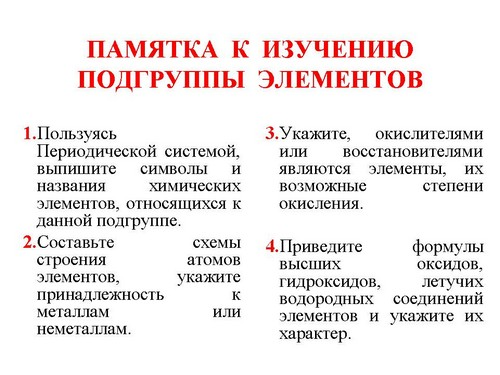 ПАМЯТКА К ИЗУЧЕНИЮ
ПОДГРУППЫ ЭЛЕМЕНТОВ
1.Пользуясь
Периодической системой,
выпишите символы и
названия химических
элементов, относящихся к
данной подгруппе.
2.Составьте схемы
строения атомов
элементов, укажите
принадлежность к
металлам или
неметаллам.
3.Укажите, окислителями
или восстановителями
являются элементы, их
возможные степени
окисления.
4.Приведите формулы
высших оксидов,
гидроксидов, летучих
водородных соединений
элементов и укажите их
характер.